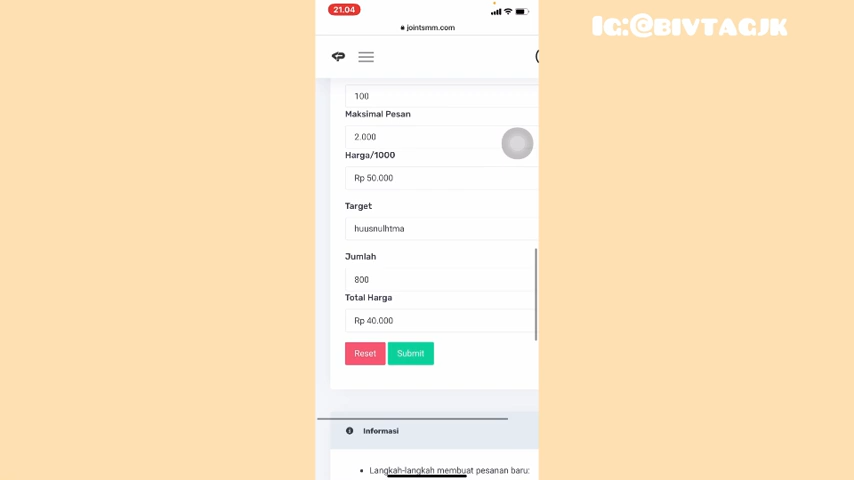 21.04
jointsmm.com
IG:@BIVTAGJK
100
Maksimal Pesan
2.000
Harga/1000
Rp 50.000
Target
huusnulhtma
Jumlah
800
Total Harga
Rp 40.000
Reset Submit
Informasi
Langkah-langkah membuat pesanan baru: